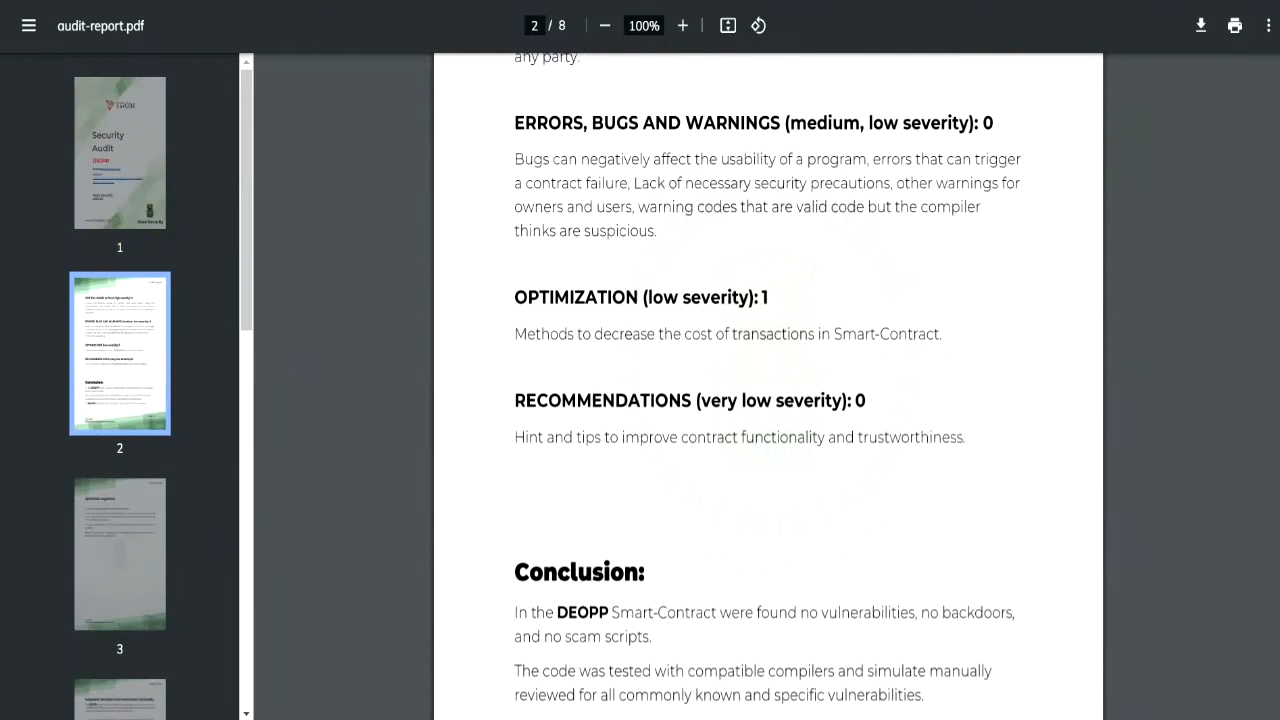 audit-report.pdf
2 / 8
100%
any party.
ERRORS, BUGS AND WARNINGS (medium, low severity): 0
Bugs can negatively affect the usability of a program, errors that can trigger
a contract failure, Lack of necessary security precautions, other warnings for
owners and users, warning codes that are valid code but the compiler
thinks are suspicious.
OPTIMIZATION (low severity): 1
Methods to decrease the cost of transactions in Smart-Contract.
RECOMMENDATIONS (very low severity): 0
Hint and tips to improve contract functionality and trustworthiness.
Conclusion:
In the DEOPP Smart-Contract were found no vulnerabilities, no backdoors,
and no scam scripts.
The code was tested with compatible compilers and simulate manually
reviewed for all commonly known and specific vulnerabilities.
TRON
Security
Audit
DEOPP
1
Conclusion:
2
3